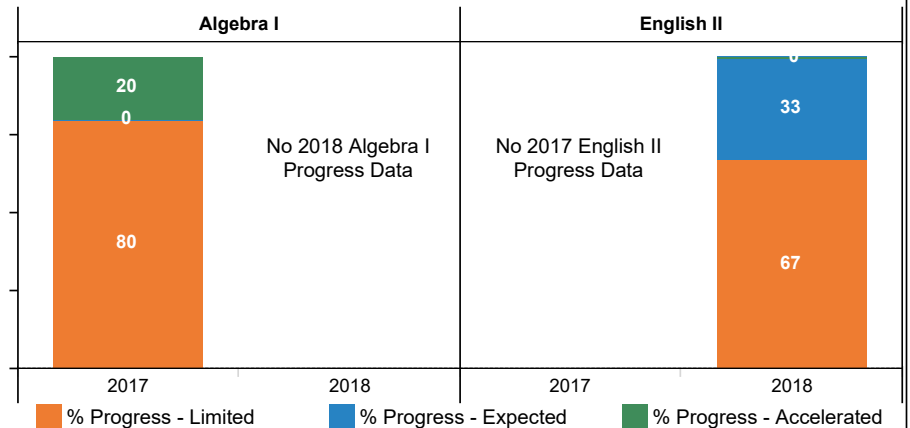 Algebra I
English II
20
0
80
No 2018 Algebra I
Progress Data
No 2017 English II
Progress Data
0
33
67
2017
2018
2017
2018
% Progress - Limited
% Progress - Expected
% Progress - Accelerated